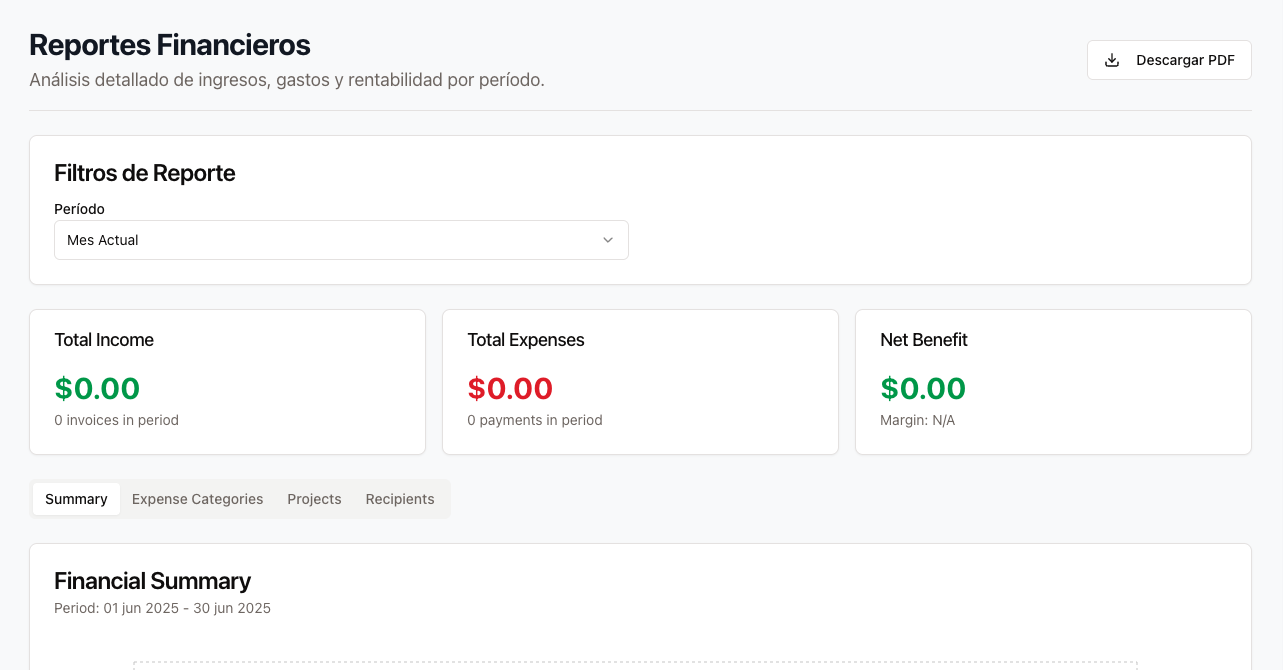 Reportes Financieros
Descargar PDF
Análisis detallado de ingresos, gastos y rentabilidad por período.
Filtros de Reporte
Período
Mes Actual
Total Income
$0.00
0 invoices in period
Total Expenses
$0.00
0 payments in period
Net Benefit
$0.00
Margin: N/A
Summary
Expense Categories
Projects
Recipients
Financial Summary
Period: 01 jun 2025 - 30 jun 2025